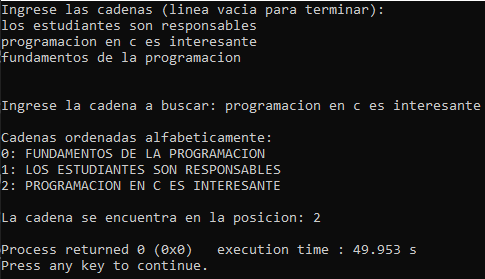 Ingrese las cadenas (linea vacia para terminar):
los estudiantes son responsables
programacion en c es interesante
fundamentos de la programacion
Ingrese la cadena a buscar: programacion en c es interesante
Cadenas ordenadas alfabeticamente:
0: FUNDAMENTOS DE LA PROGRAMACION
1: LOS ESTUDIANTES SON RESPONSABLES
2: PROGRAMACION EN C ES INTERESANTE
La cadena se encuentra en la posicion: 2
Process returned 0 (0x0)   execution time : 49.953 s
Press any key to continue.